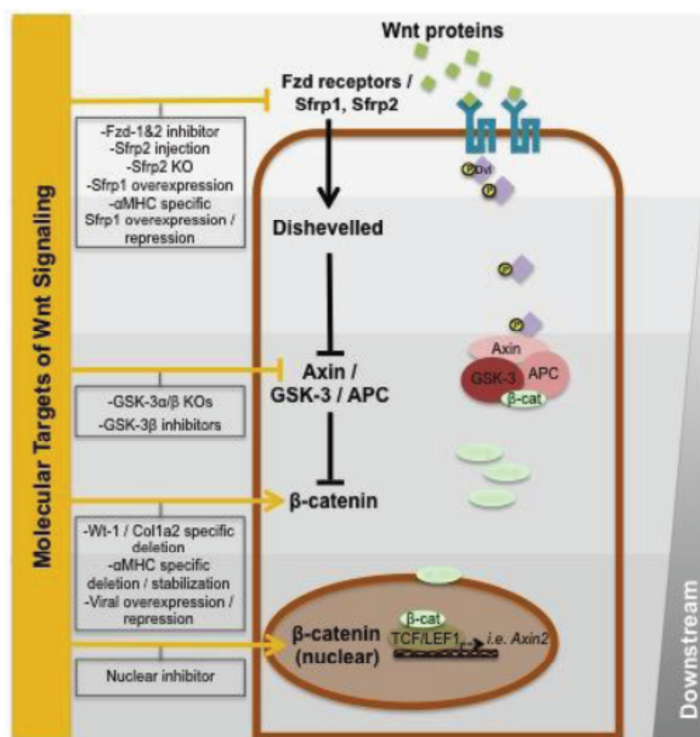 Molecular Targets of Wnt Signaling
Wnt proteins
Fzd receptors /
Sfrp1, Sfrp2
-Fzd-1&2 inhibitor
-Sfrp2 injection
-Sfrp2 KO
-Sfrp1 overexpression
-αMHC specific
Sfrp1 overexpression /
repression
P Dvl
P
Dishevelled
P
P
Axin
GSK-3
APC
β-cat
Axin /
GSK-3 / APC
-GSK-3α/β KOs
-GSK-3β inhibitors
β-catenin
-Wt-1 / Col1a2 specific
deletion
-αMHC specific
deletion / stabilization
-Viral overexpression /
repression
β-cat
TCF/LEF1
i.e. Axin2
β-catenin
(nuclear)
Nuclear inhibitor
Downstream